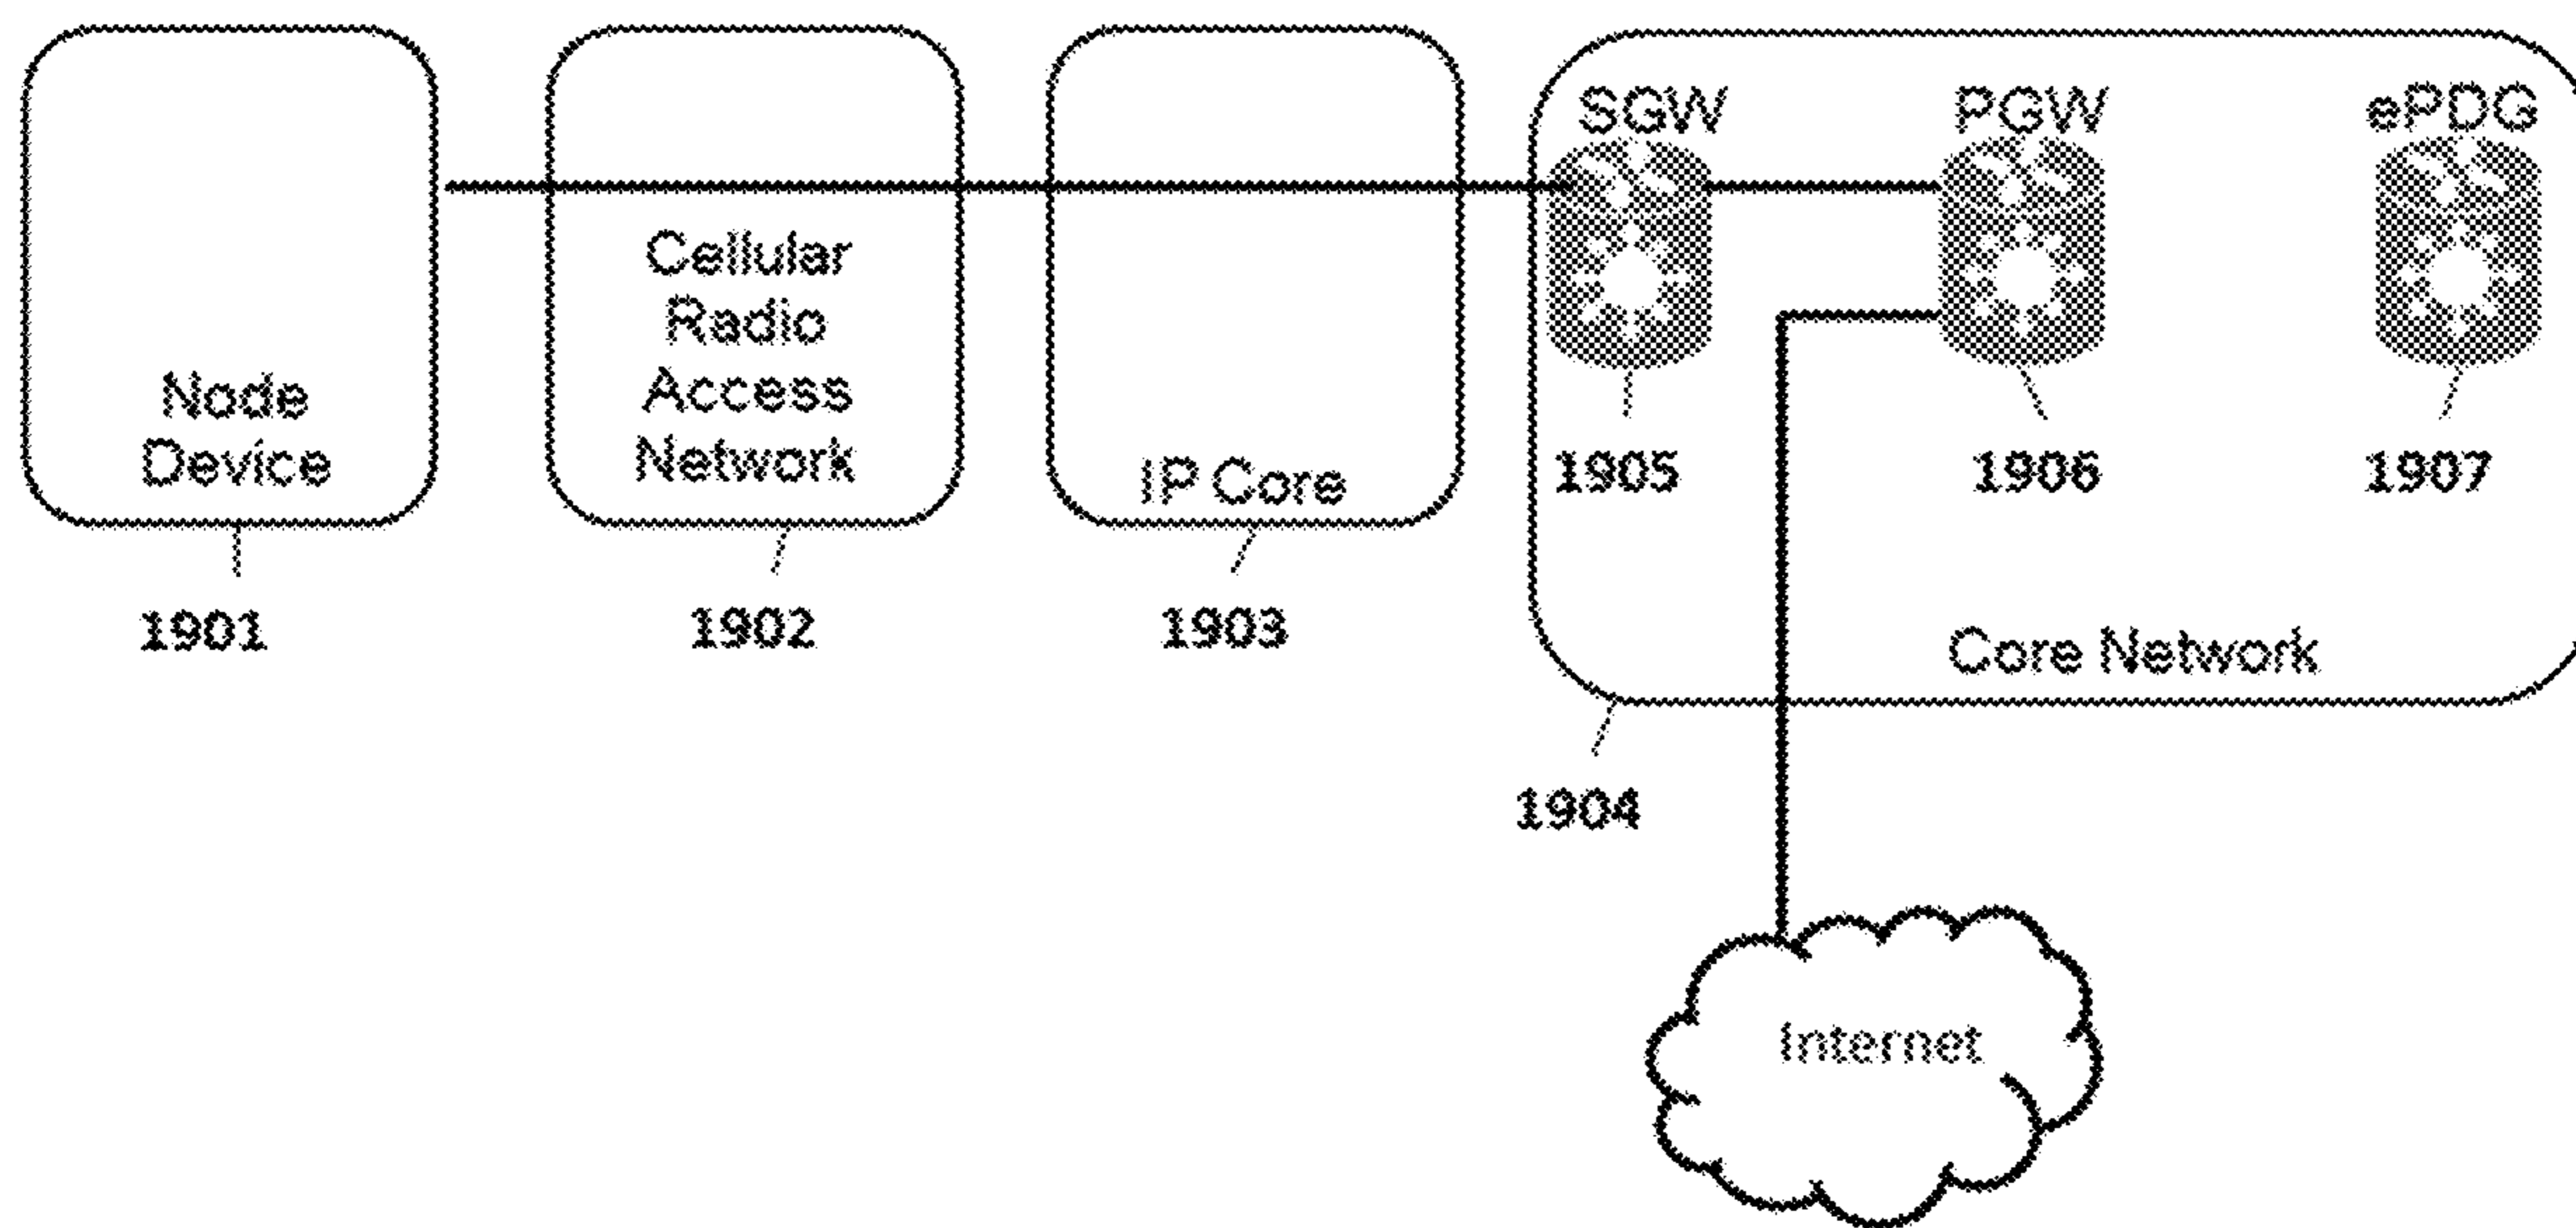 SGW
PGW
ePDG
Cellular
Radio
Access
Network
Node
Device
IP Core
1905
1906
1907
1901
1902
1903
Core Network
1904
Internet